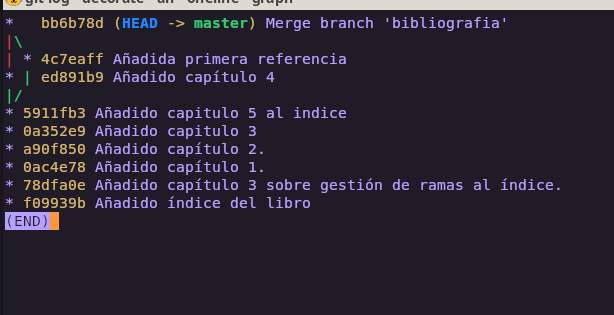 git log --decorate --all --oneline --graph
*   bb6b78d (HEAD -> master) Merge branch 'bibliografia'
|\
| * 4c7eaff Añadida primera referencia
* | ed891b9 Añadido capítulo 4
|/
* 5911fb3 Añadido capitulo 5 al indice
* 0a352e9 Añadido capitulo 3
* a90f850 Añadido capítulo 2.
* 0ac4e78 Añadido capítulo 1.
* 78dfa0e Añadido capítulo 3 sobre gestión de ramas al índice.
* f09939b Añadido índice del libro
(END)